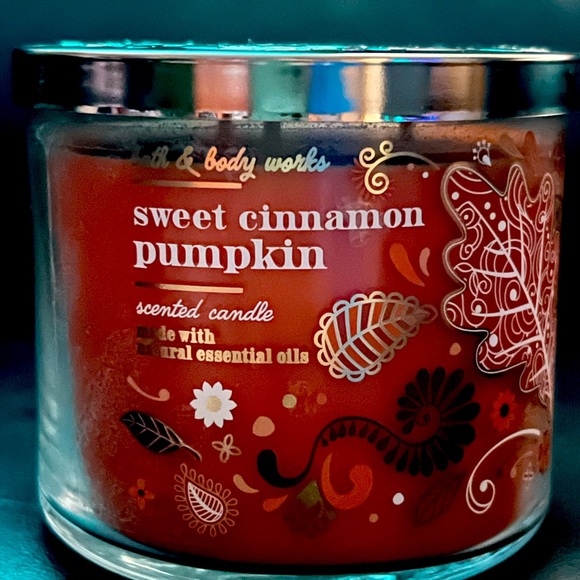 bath & body works
sweet cinnamon
pumpkin
scented candle
made with
natural essential oils